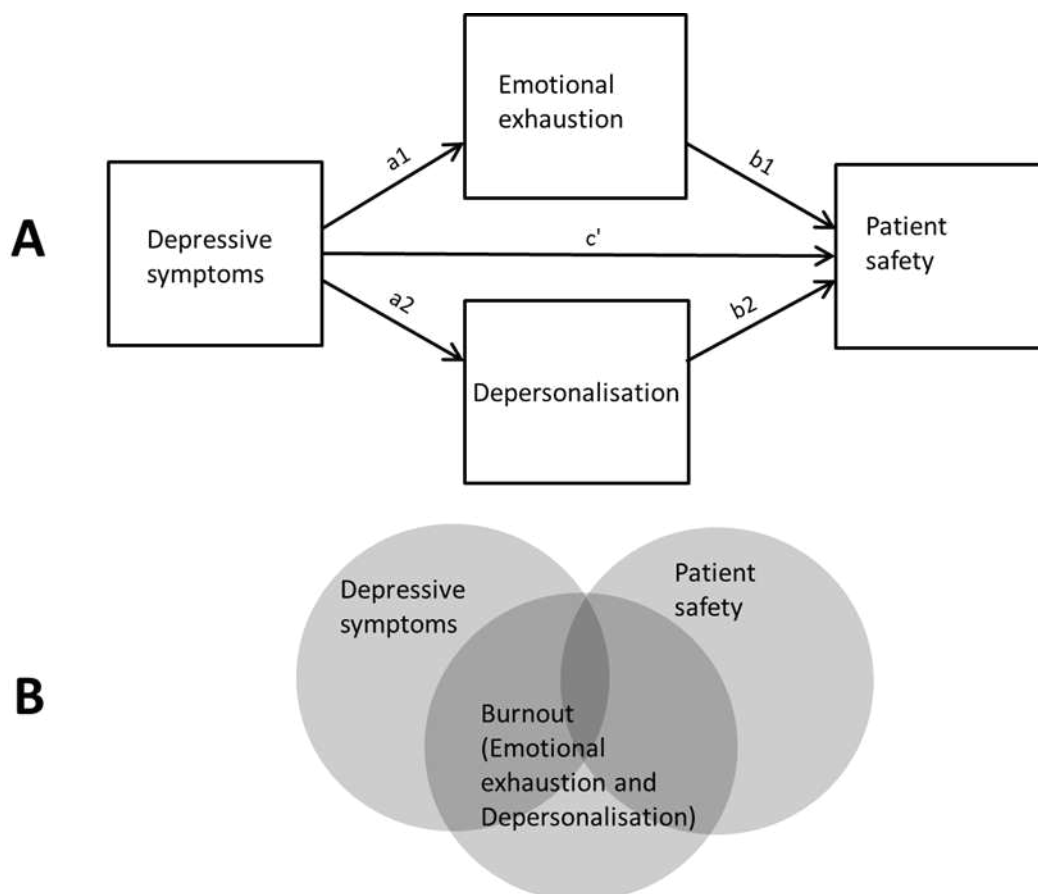 A
Depressive
symptoms
a1
Emotional
exhaustion
b1
c'
Patient
safety
a2
Depersonalisation
b2
B
Depressive
symptoms
Patient
safety
Burnout
(Emotional
exhaustion and
Depersonalisation)